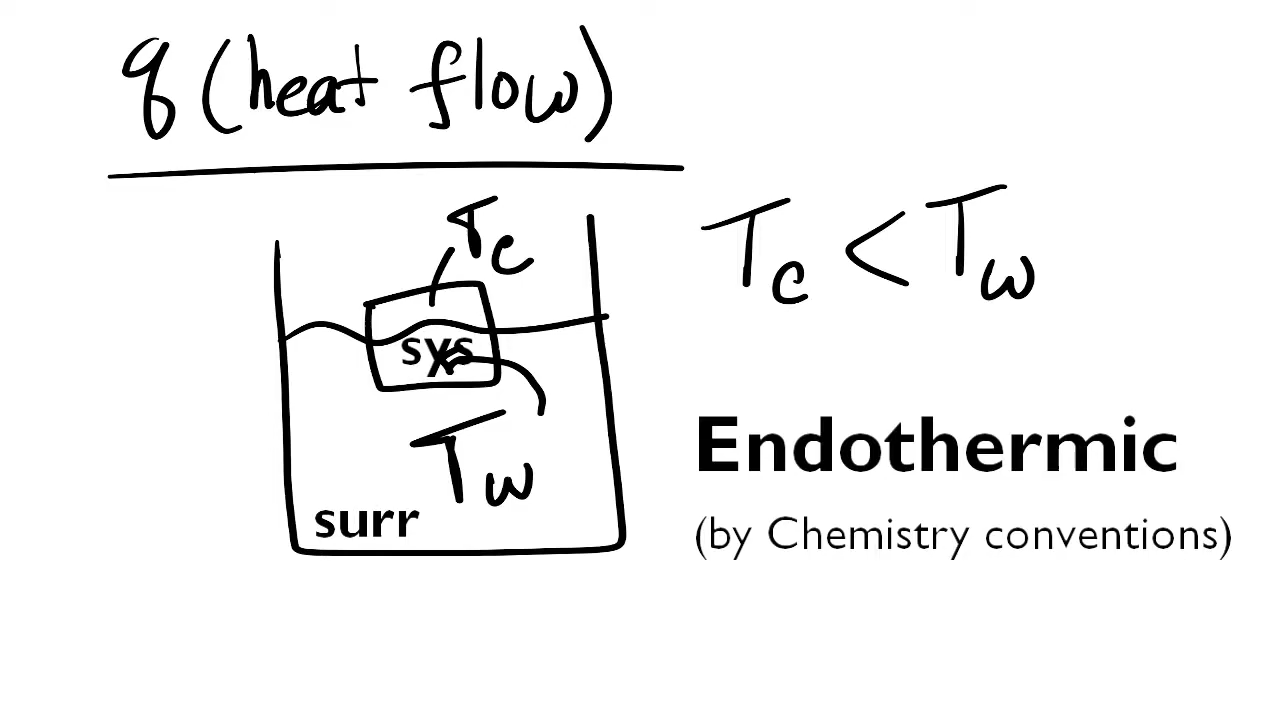 q (heat flow)
Tc
Tc < Tw
sys
Tw
surr
Endothermic
(by Chemistry conventions)